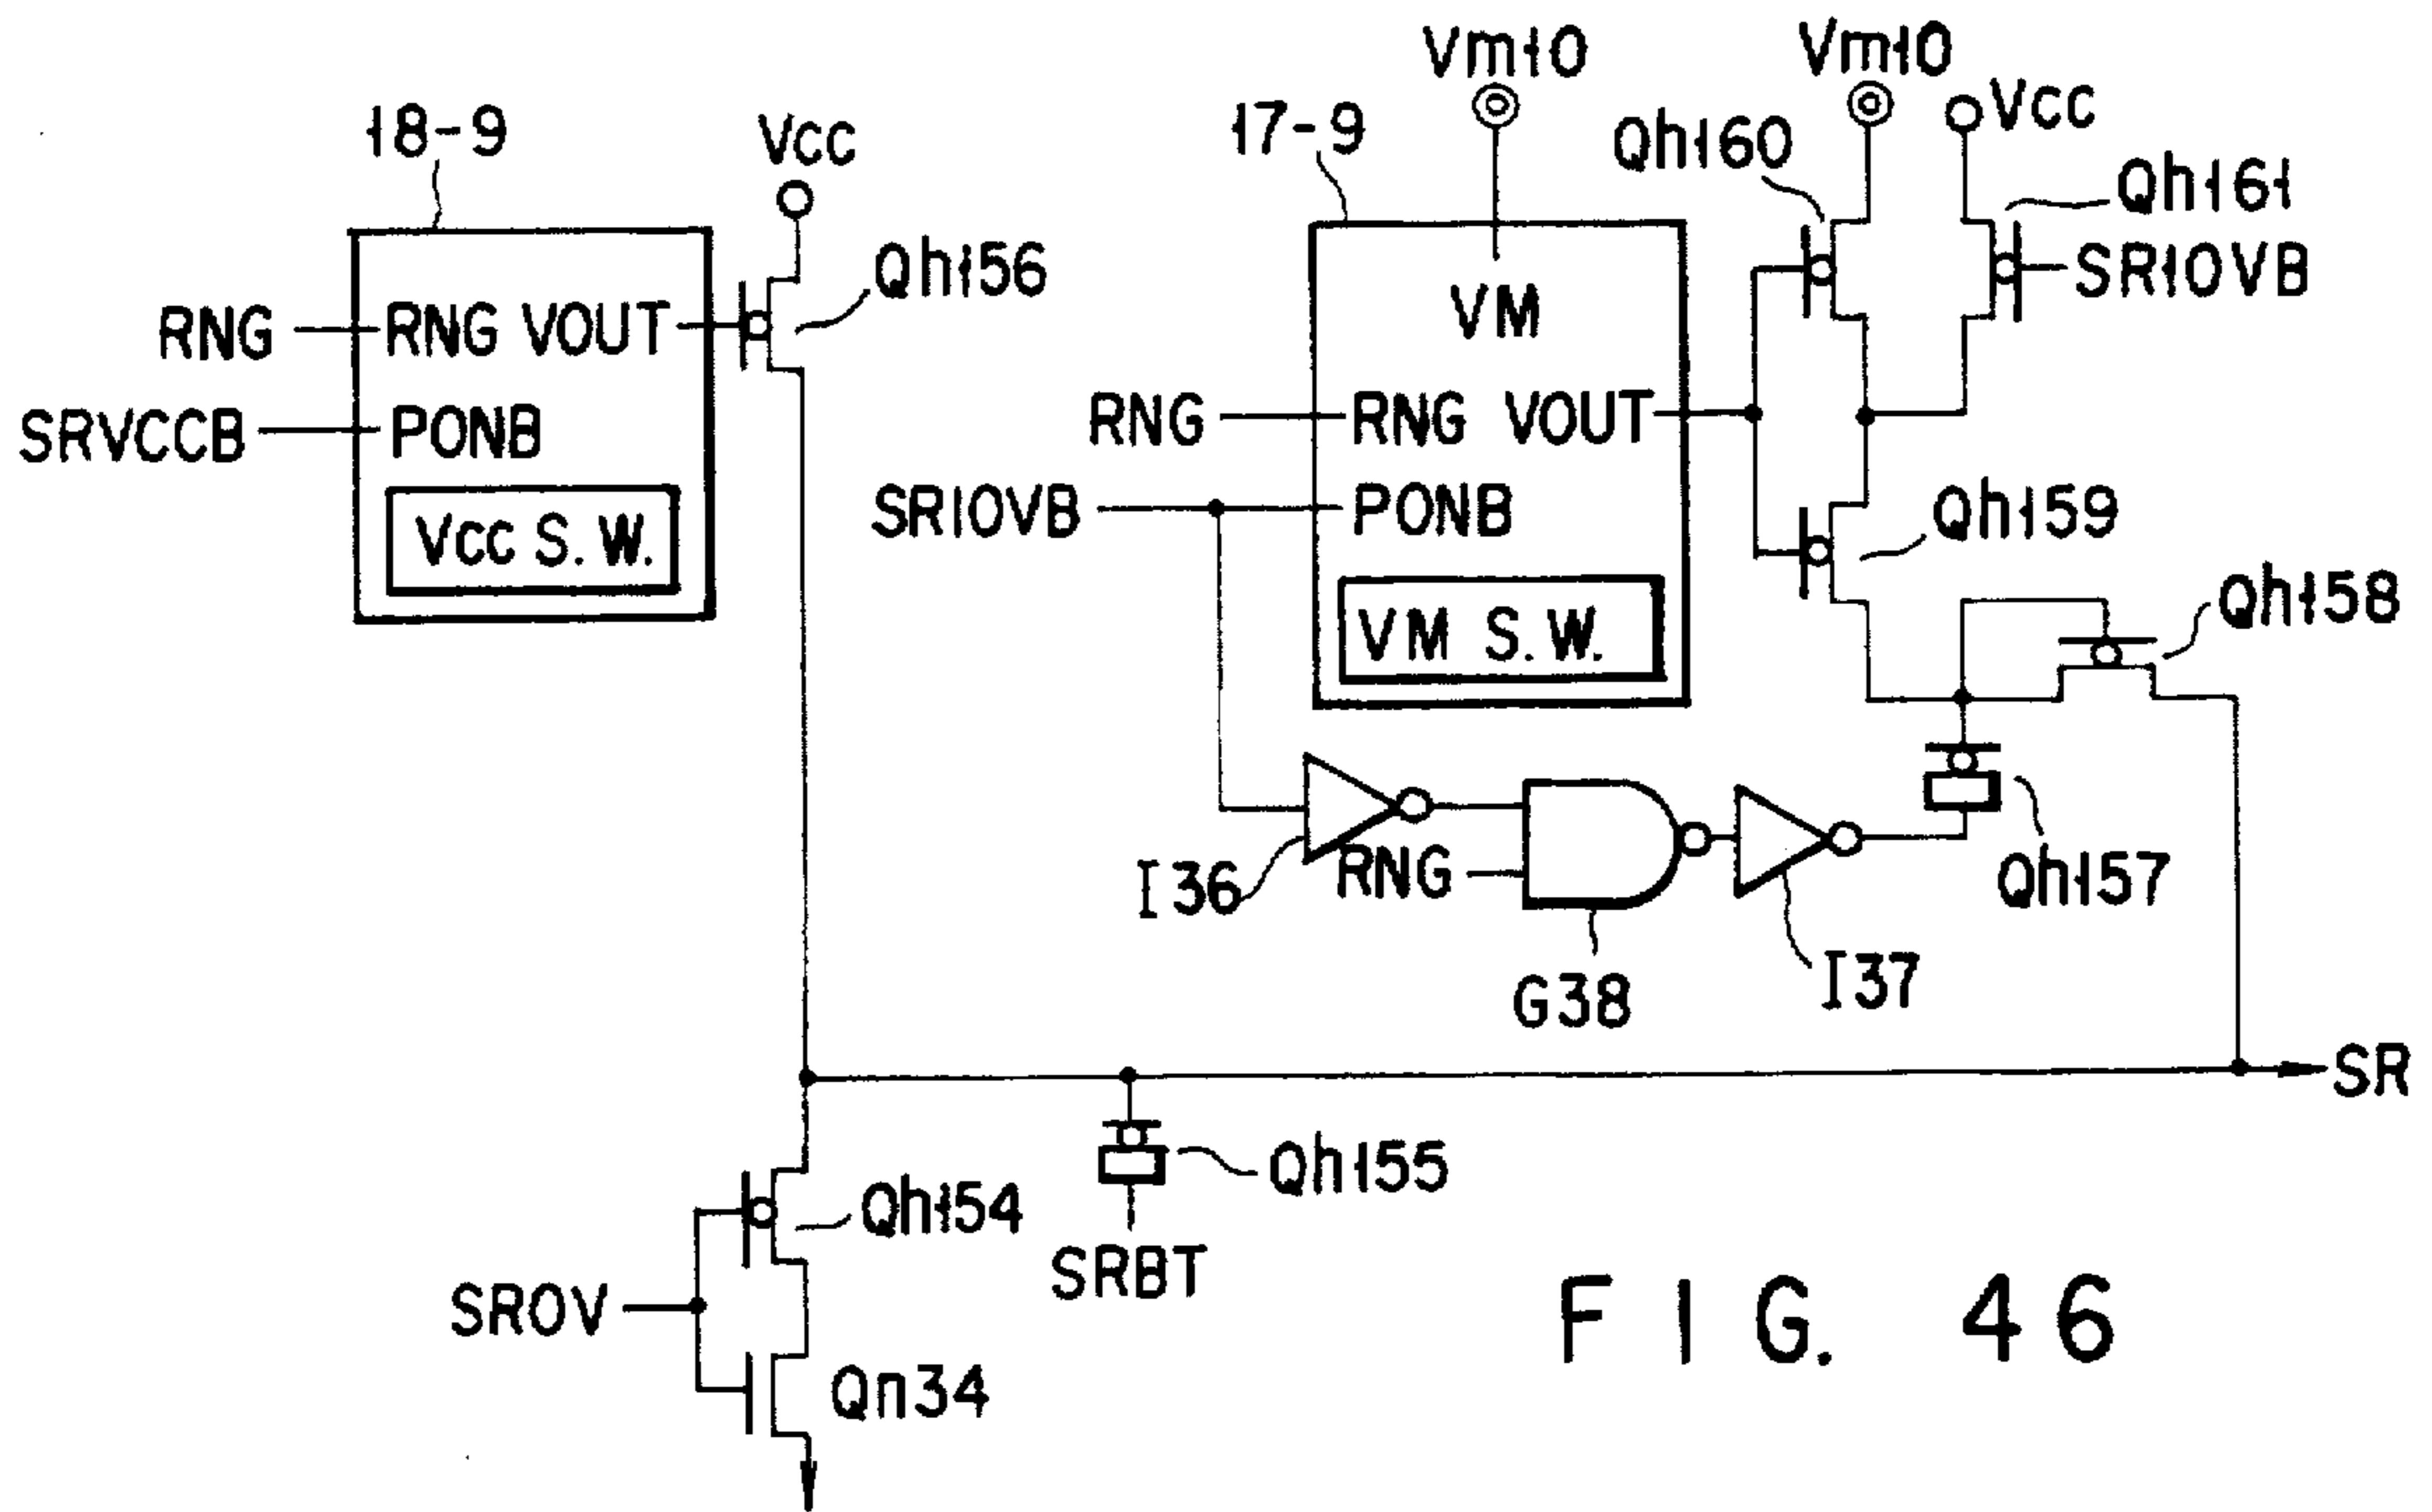 Vm10
Vm10
18-9
Vcc
17-9
Qh160
Vcc
Qh161
Qh156
SR10VB
RNG
RNG VOUT
VM
SRVCCB
PONB
RNG
RNG VOUT
Vcc S.W.
SR10VB
PONB
Qh159
VM S.W.
Qh158
I36
RNG
Qh157
G38
I37
SR
Qh154
Qh155
SRBT
SROV
Qn34
FIG. 46